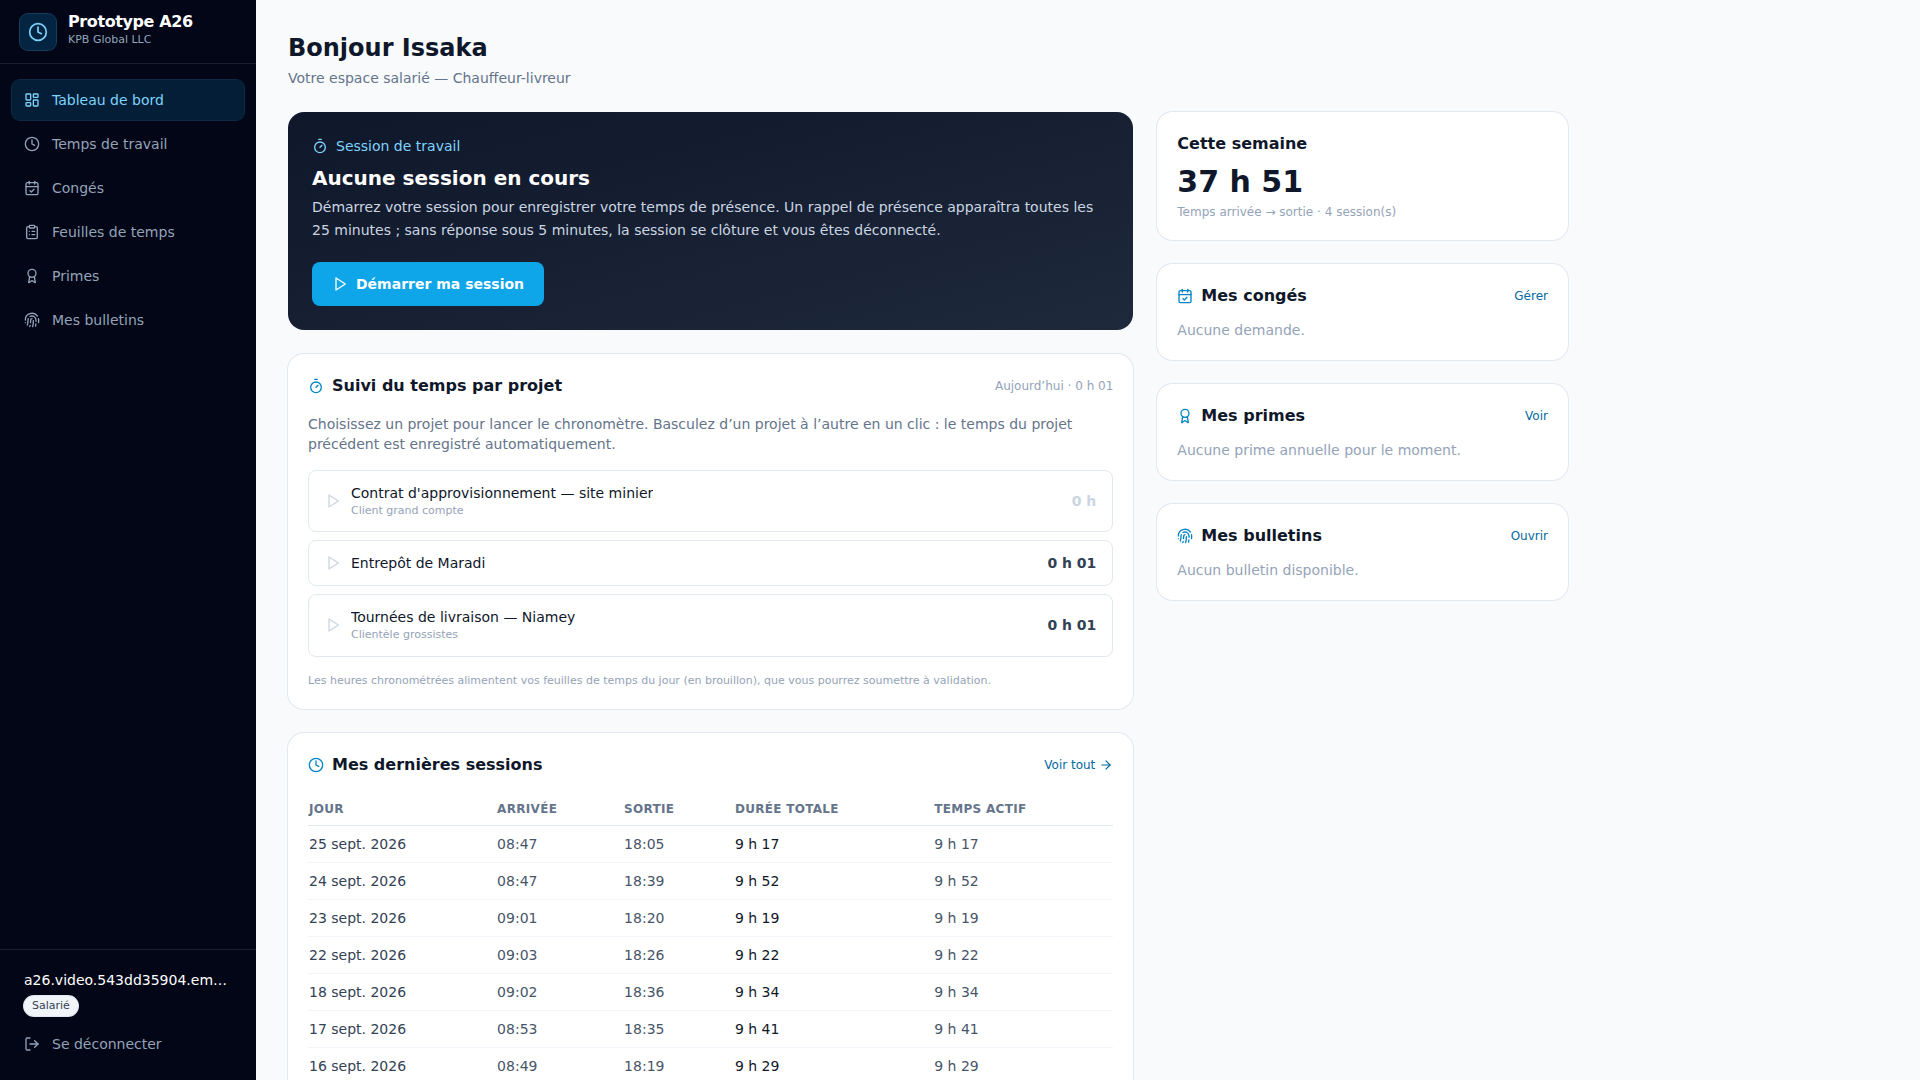 Prototype A26
KPB Global LLC
Tableau de bord
Temps de travail
Congés
Feuilles de temps
Primes
Mes bulletins
a26.video.543dd35904.em…
Salarié
Se déconnecter
Bonjour Issaka
Votre espace salarié — Chauffeur-livreur
Session de travail
Aucune session en cours
Démarrez votre session pour enregistrer votre temps de présence. Un rappel de présence apparaîtra toutes les
25 minutes ; sans réponse sous 5 minutes, la session se clôture et vous êtes déconnecté.
Démarrer ma session
Suivi du temps par projet
Aujourd’hui · 0 h 01
Choisissez un projet pour lancer le chronomètre. Basculez d’un projet à l’autre en un clic : le temps du projet
précédent est enregistré automatiquement.
Contrat d'approvisionnement — site minier
Client grand compte
0 h
Entrepôt de Maradi
0 h 01
Tournées de livraison — Niamey
Clientèle grossistes
0 h 01
Les heures chronométrées alimentent vos feuilles de temps du jour (en brouillon), que vous pourrez soumettre à validation.
Mes dernières sessions
Voir tout →
JOUR ARRIVÉE SORTIE DURÉE TOTALE TEMPS ACTIF
25 sept. 2026 08:47 18:05 9 h 17 9 h 17
24 sept. 2026 08:47 18:39 9 h 52 9 h 52
23 sept. 2026 09:01 18:20 9 h 19 9 h 19
22 sept. 2026 09:03 18:26 9 h 22 9 h 22
18 sept. 2026 09:02 18:36 9 h 34 9 h 34
17 sept. 2026 08:53 18:35 9 h 41 9 h 41
16 sept. 2026 08:49 18:19 9 h 29 9 h 29
Cette semaine
37 h 51
Temps arrivée → sortie · 4 session(s)
Mes congés
Gérer
Aucune demande.
Mes primes
Voir
Aucune prime annuelle pour le moment.
Mes bulletins
Ouvrir
Aucun bulletin disponible.